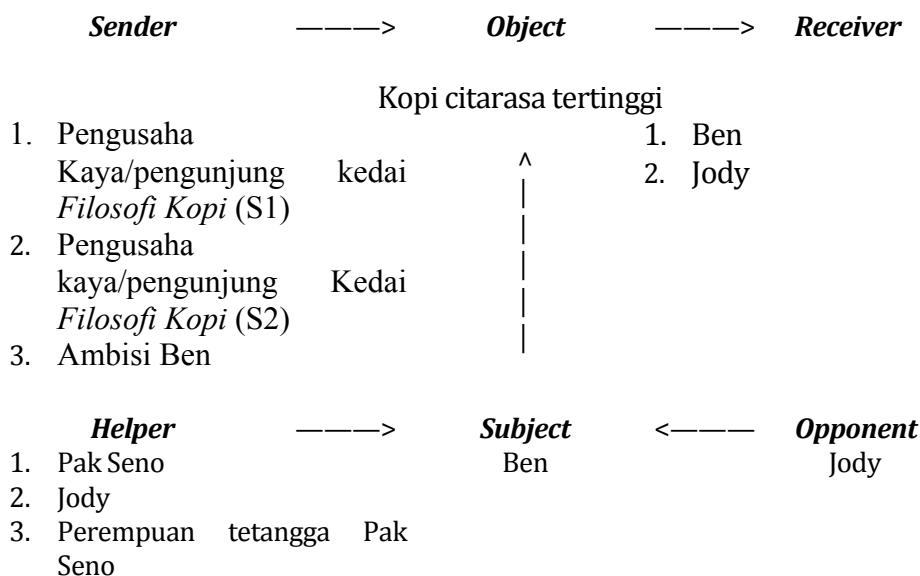 Sender ———> Object ———> Receiver
Kopi citarasa tertinggi
1. Pengusaha
Kaya/pengunjung kedai
Filosofi Kopi (S1)
2. Pengusaha
kaya/pengunjung Kedai
Filosofi Kopi (S2)
3. Ambisi Ben
1. Ben
2. Jody
Helper ———> Subject <——— Opponent
1. Pak Seno
2. Jody
3. Perempuan tetangga Pak
Seno
Ben
Jody